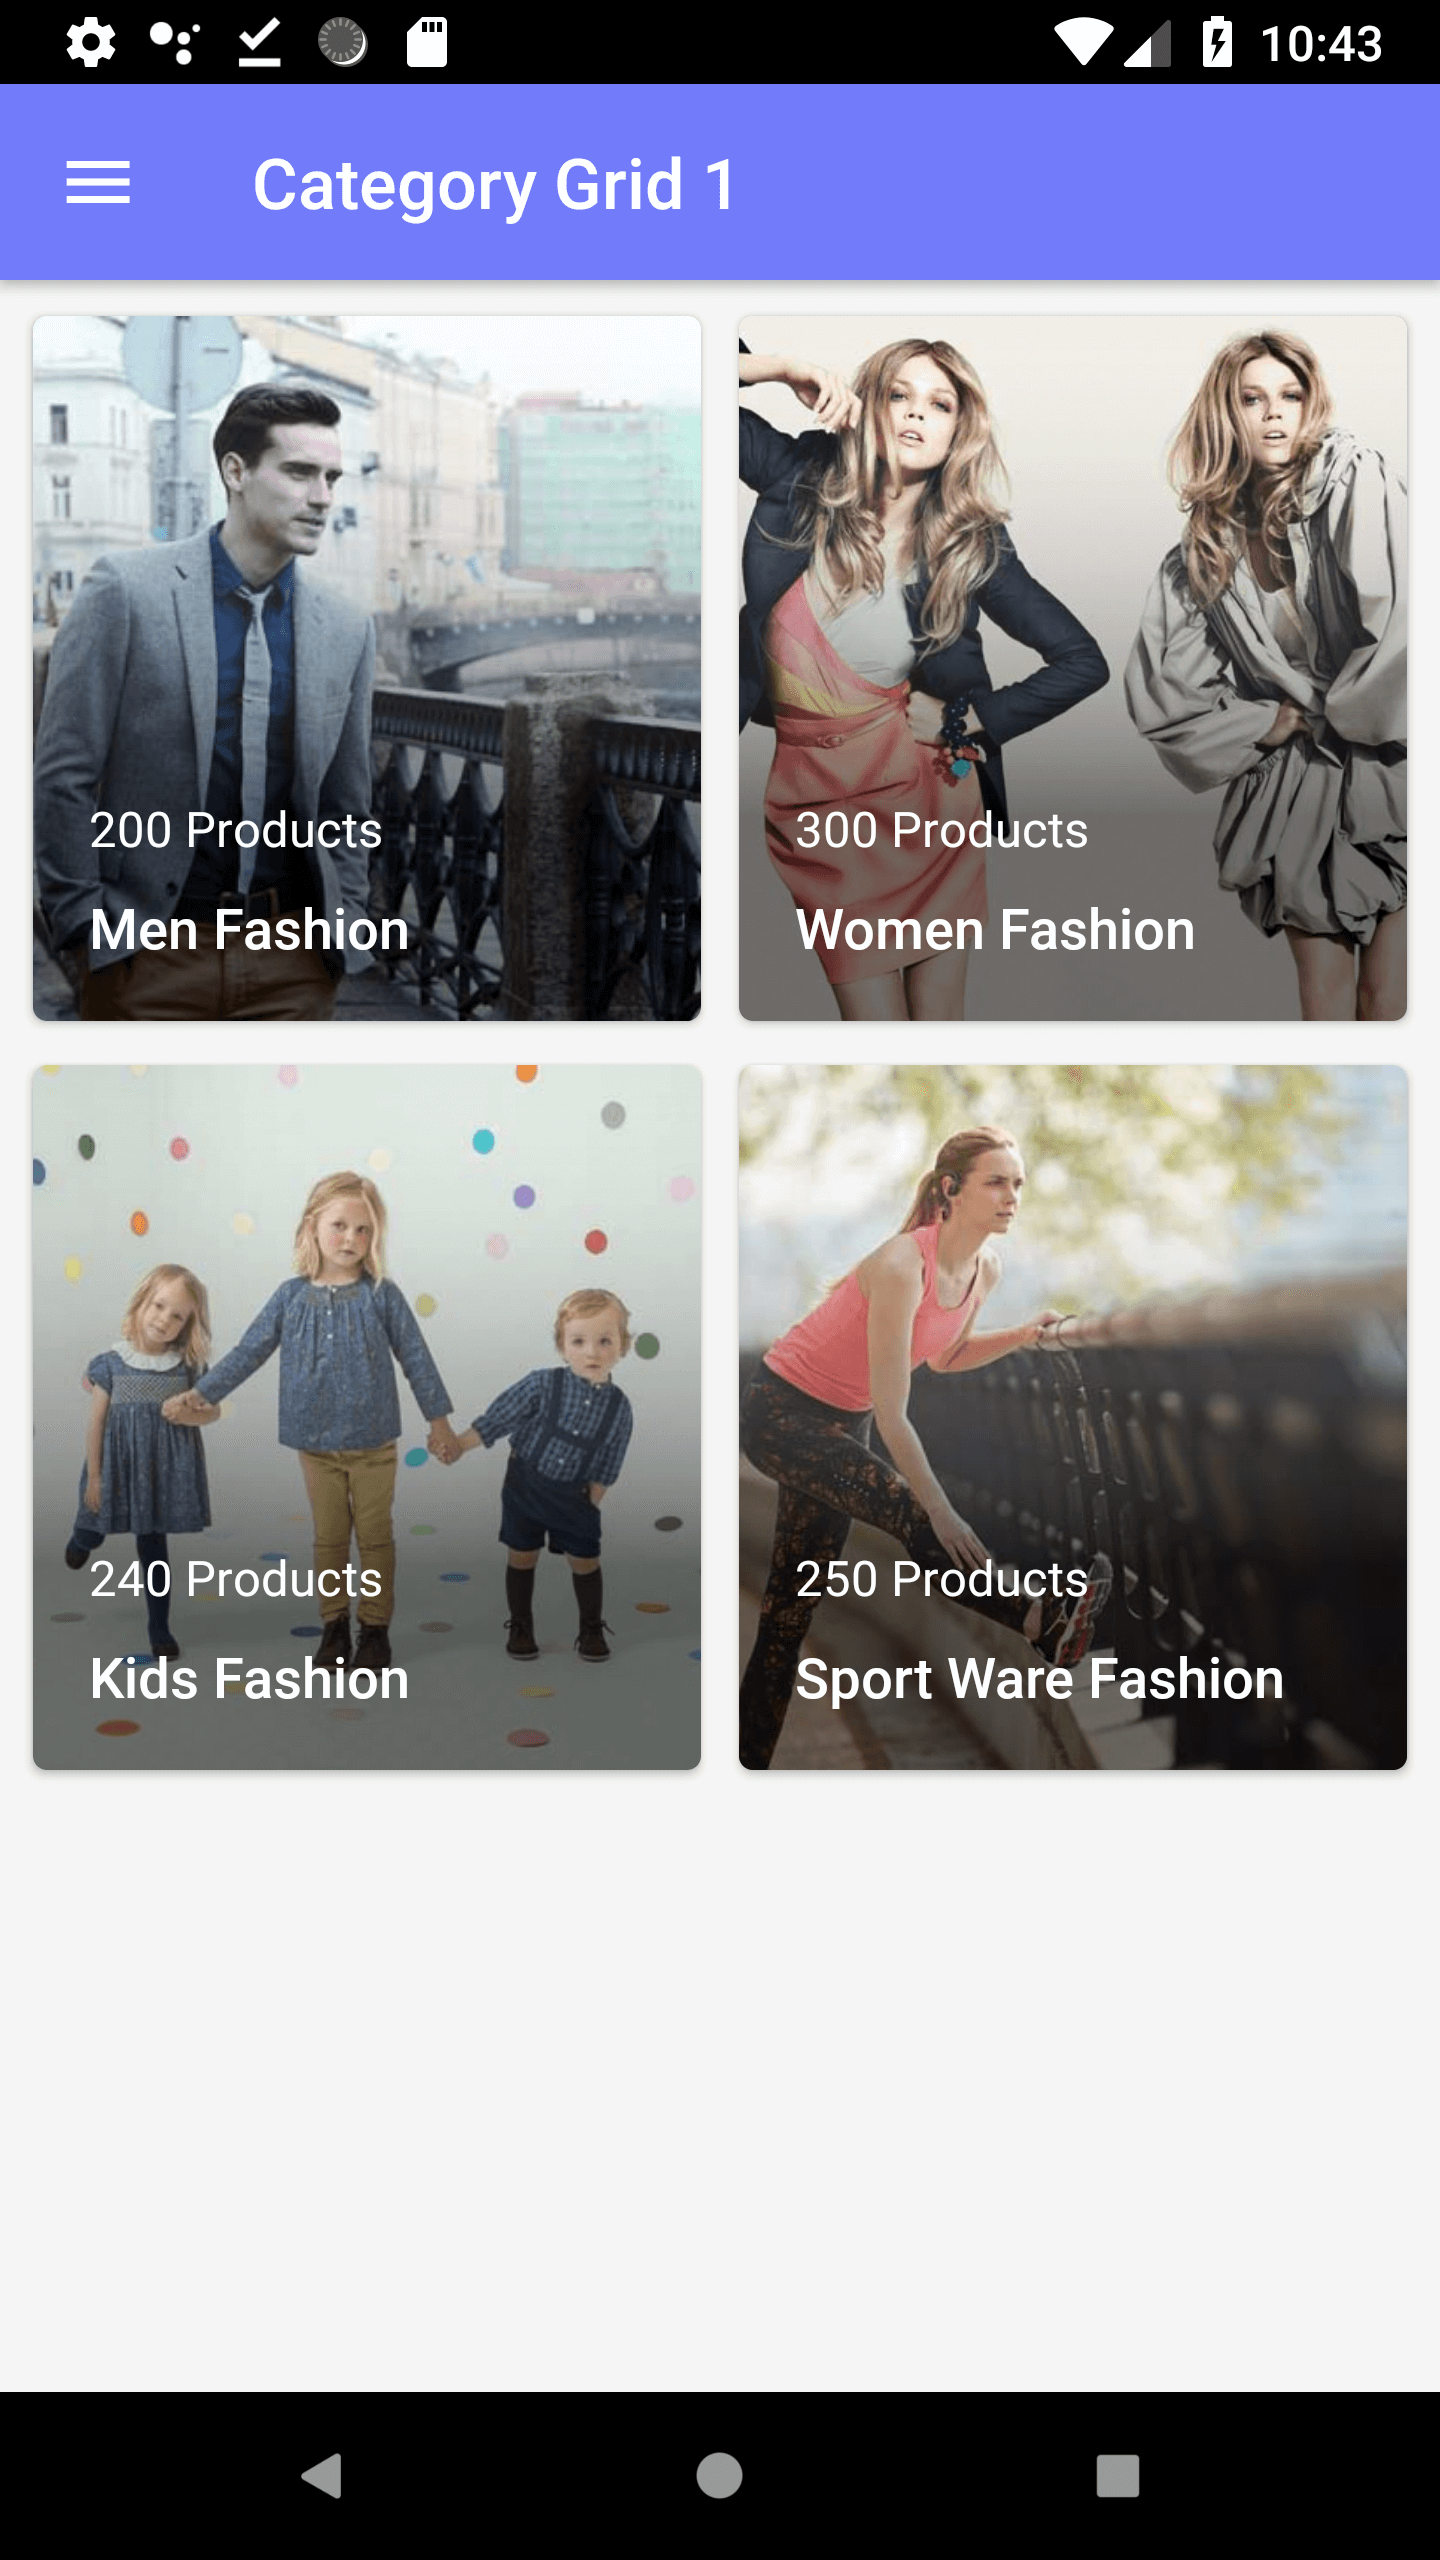 10:43
Category Grid 1
200 Products
Men Fashion
300 Products
Women Fashion
240 Products
Kids Fashion
250 Products
Sport Ware Fashion